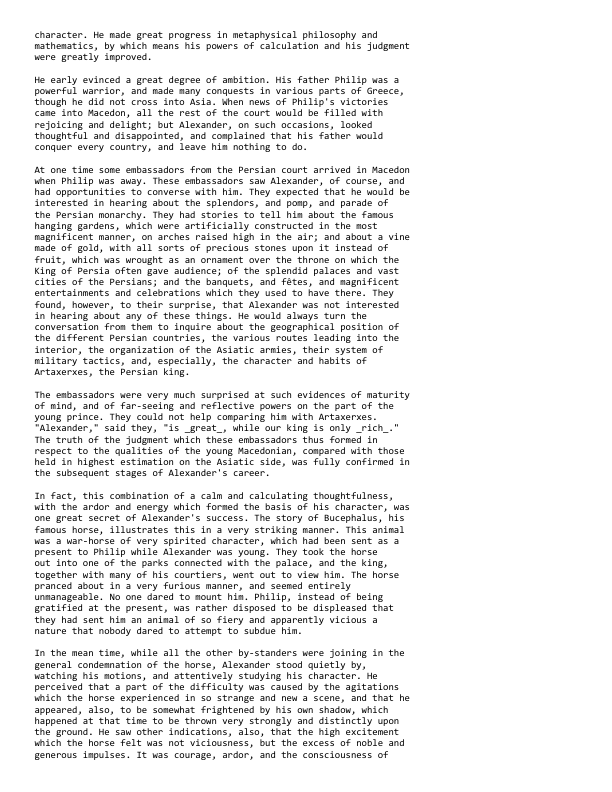 character. He made great progress in metaphysical philosophy and
mathematics, by which means his powers of calculation and his judgment
were greatly improved.

He early evinced a great degree of ambition. His father Philip was a
powerful warrior, and made many conquests in various parts of Greece,
though he did not cross into Asia. When news of Philip's victories
came into Macedon, all the rest of the court would be filled with
rejoicing and delight; but Alexander, on such occasions, looked
thoughtful and disappointed, and complained that his father would
conquer every country, and leave him nothing to do.

At one time some embassadors from the Persian court arrived in Macedon
when Philip was away. These embassadors saw Alexander, of course, and
had opportunities to converse with him. They expected that he would be
interested in hearing about the splendors, and pomp, and parade of
the Persian monarchy. They had stories to tell him about the famous
hanging gardens, which were artificially constructed in the most
magnificent manner, on arches raised high in the air; and about a vine
made of gold, with all sorts of precious stones upon it instead of
fruit, which was wrought as an ornament over the throne on which the
King of Persia often gave audience; of the splendid palaces and vast
cities of the Persians; and the banquets, and fêtes, and magnificent
entertainments and celebrations which they used to have there. They
found, however, to their surprise, that Alexander was not interested
in hearing about any of these things. He would always turn the
conversation from them to inquire about the geographical position of
the different Persian countries, the various routes leading into the
interior, the organization of the Asiatic armies, their system of
military tactics, and, especially, the character and habits of
Artaxerxes, the Persian king.

The embassadors were very much surprised at such evidences of maturity
of mind, and of far-seeing and reflective powers on the part of the
young prince. They could not help comparing him with Artaxerxes.
"Alexander," said they, "is _great_, while our king is only _rich_."
The truth of the judgment which these embassadors thus formed in
respect to the qualities of the young Macedonian, compared with those
held in highest estimation on the Asiatic side, was fully confirmed in
the subsequent stages of Alexander's career.

In fact, this combination of a calm and calculating thoughtfulness,
with the ardor and energy which formed the basis of his character, was
one great secret of Alexander's success. The story of Bucephalus, his
famous horse, illustrates this in a very striking manner. This animal
was a war-horse of very spirited character, which had been sent as a
present to Philip while Alexander was young. They took the horse
out into one of the parks connected with the palace, and the king,
together with many of his courtiers, went out to view him. The horse
pranced about in a very furious manner, and seemed entirely
unmanageable. No one dared to mount him. Philip, instead of being
gratified at the present, was rather disposed to be displeased that
they had sent him an animal of so fiery and apparently vicious a
nature that nobody dared to attempt to subdue him.

In the mean time, while all the other by-standers were joining in the
general condemnation of the horse, Alexander stood quietly by,
watching his motions, and attentively studying his character. He
perceived that a part of the difficulty was caused by the agitations
which the horse experienced in so strange and new a scene, and that he
appeared, also, to be somewhat frightened by his own shadow, which
happened at that time to be thrown very strongly and distinctly upon
the ground. He saw other indications, also, that the high excitement
which the horse felt was not viciousness, but the excess of noble and
generous impulses. It was courage, ardor, and the consciousness of